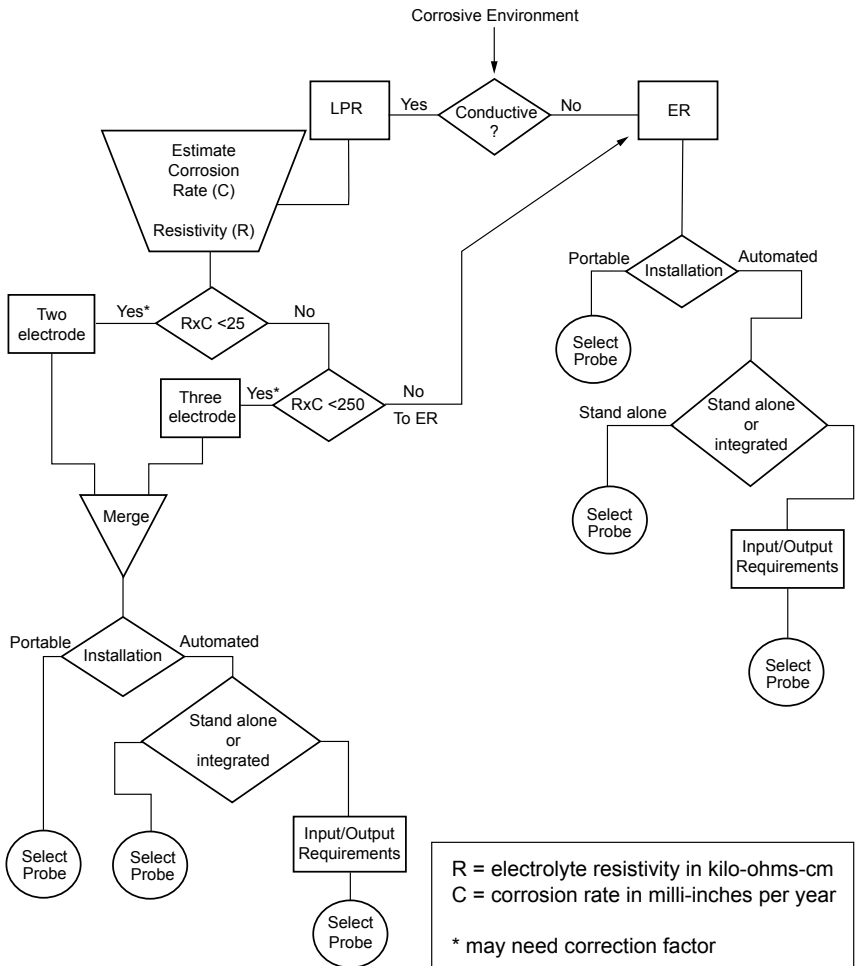 Corrosive Environment
LPR
Yes
Conductive
?
No
ER
Estimate
Corrosion
Rate (C)
Resistivity (R)
Two
electrode
Yes*
RxC <25
No
Three
electrode
Yes*
RxC <250
No
To ER
Merge
Portable
Installation
Automated
Stand alone
or
integrated
Select
Probe
Select
Probe
Input/Output
Requirements
Select
Probe
Portable
Installation
Automated
Select
Probe
Stand alone
Stand alone
or
integrated
Select
Probe
Input/Output
Requirements
Select
Probe
R = electrolyte resistivity in kilo-ohms-cm
C = corrosion rate in milli-inches per year
* may need correction factor